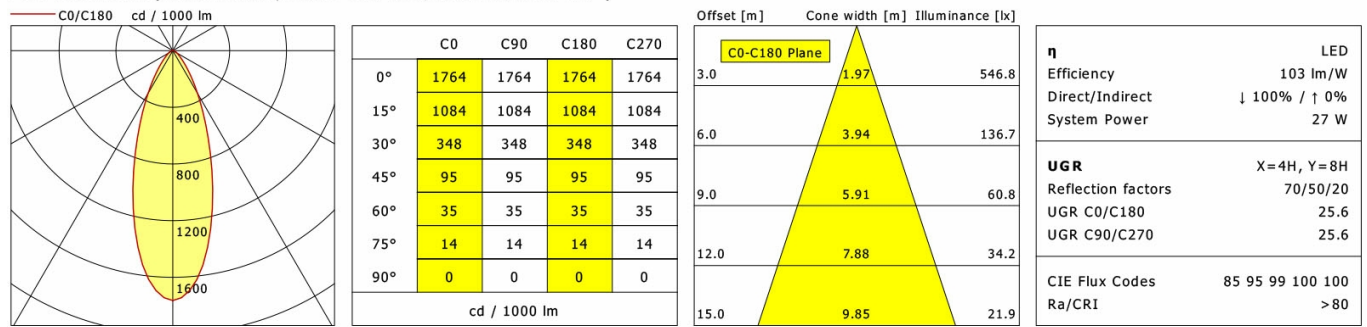 C0/C180 cd / 1000 lm
400
800
1200
1600
C0 C90 C180 C270
0° 1764 1764 1764 1764
15° 1084 1084 1084 1084
30° 348 348 348 348
45° 95 95 95 95
60° 35 35 35 35
75° 14 14 14 14
90° 0 0 0 0
cd / 1000 lm
Offset [m] Cone width [m] Illuminance [lx]
C0-C180 Plane
3.0 1.97 546.8
6.0 3.94 136.7
9.0 5.91 60.8
12.0 7.88 34.2
15.0 9.85 21.9
η LED
Efficiency 103 lm/W
Direct/Indirect ↓ 100% / ↑ 0%
System Power 27 W
UGR X=4H, Y=8H
Reflection factors 70/50/20
UGR C0/C180 25.6
UGR C90/C270 25.6
CIE Flux Codes 85 95 99 100 100
Ra/CRI >80